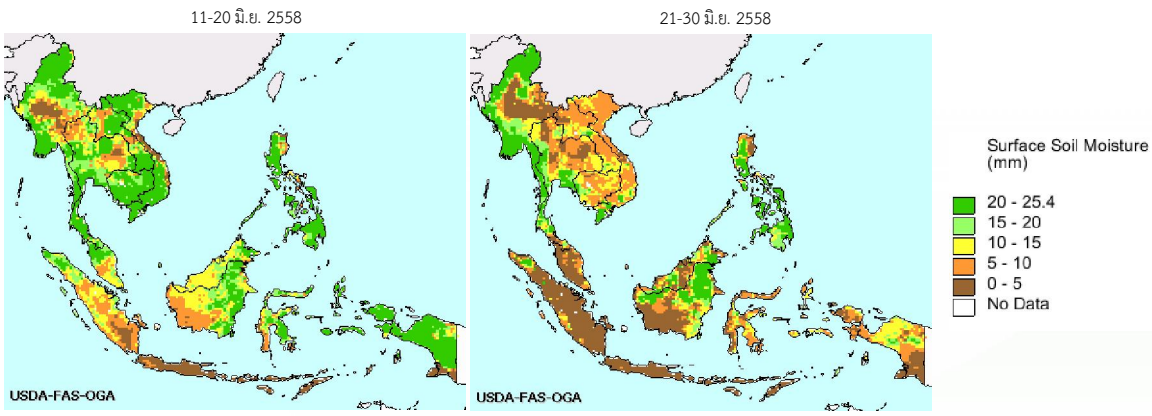 11-20 มิ.ย. 2558
21-30 มิ.ย. 2558
USDA-FAS-OGA
USDA-FAS-OGA
Surface Soil Moisture
(mm)
20 - 25.4
15 - 20
10 - 15
5 - 10
0 - 5
No Data